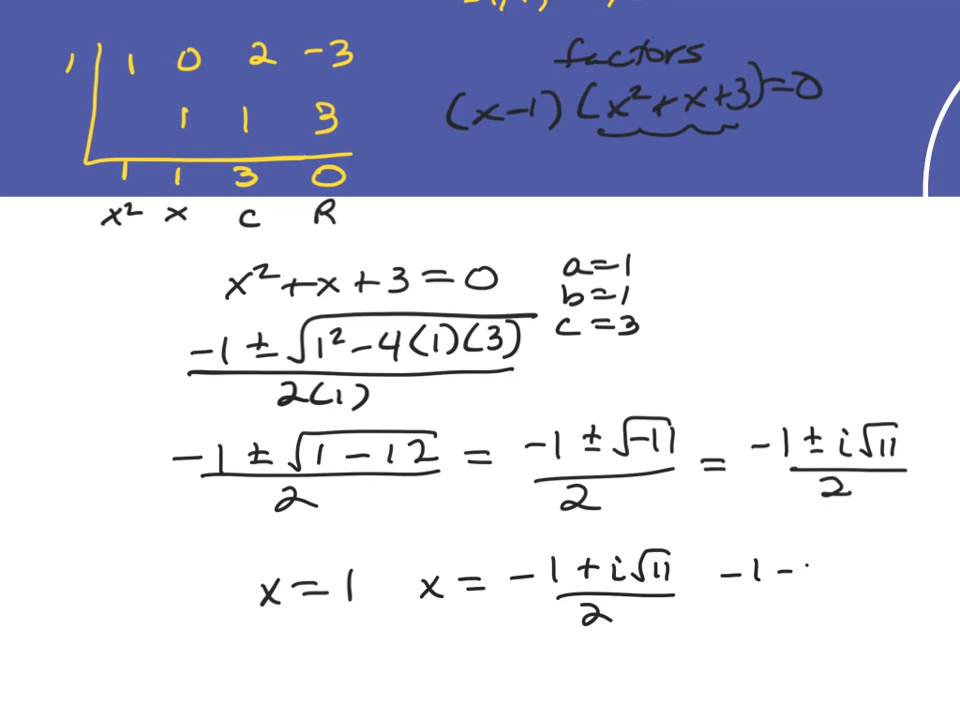 1 | 1 0 2 -3
factors
(x-1) (x²+x+3)=0
1 1 3
1 1 3 0
x² x c R
x²+x+3=0
a=1
b=1
c=3
-1 ± √(1²-4(1)(3))
2(1)
-1 ± √(1-12) = -1 ± √-11 = -1 ± i√11
2 2 2
x=1 x= -1+i√11 -1-
2